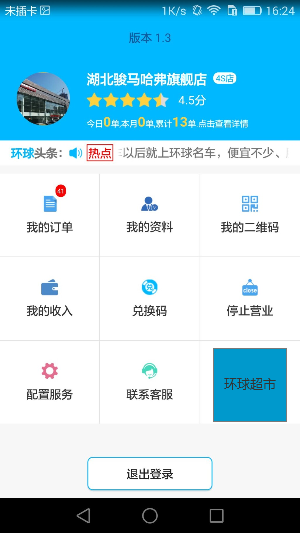 未插卡 1K/s 16:24
版本 1.3
湖北骏马哈弗旗舰店 4S店
4.5分
今日0单,本月0单,累计13单 点击查看详情
环球头条： 热点 以后就上环球名车，便宜不少、
41
我的订单 我的资料 我的二维码
close
我的收入 兑换码 停止营业
配置服务 联系客服 环球超市
退出登录